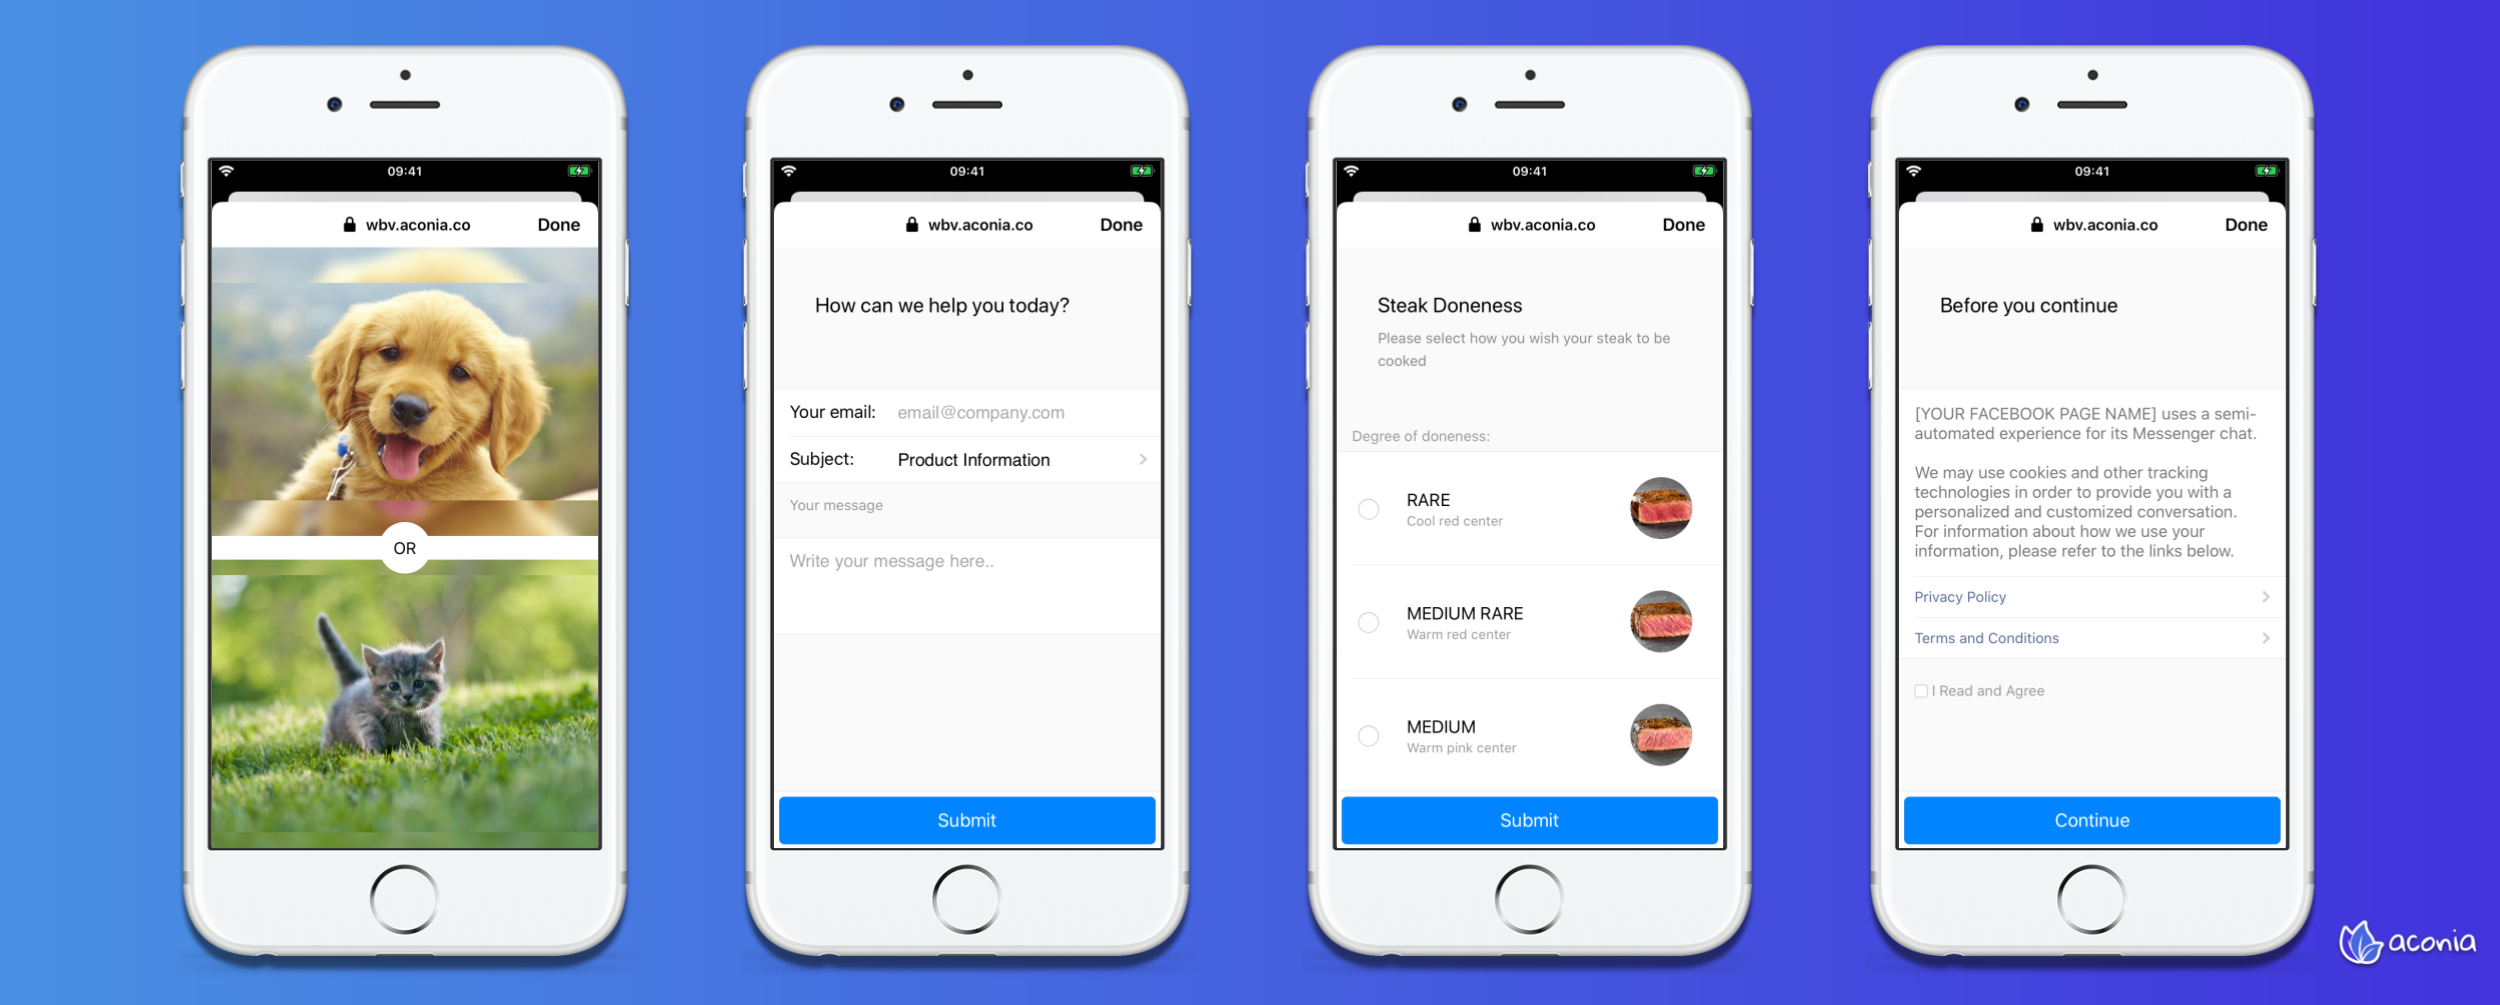 09:41
wbv.aconia.co Done
OR
09:41
wbv.aconia.co Done
How can we help you today?
Your email: email@company.com
Subject: Product Information
Your message
Write your message here..
Submit
09:41
wbv.aconia.co Done
Steak Doneness
Please select how you wish your steak to be
cooked
Degree of doneness:
RARE
Cool red center
MEDIUM RARE
Warm red center
MEDIUM
Warm pink center
Submit
09:41
wbv.aconia.co Done
Before you continue
[YOUR FACEBOOK PAGE NAME] uses a semi-
automated experience for its Messenger chat.
We may use cookies and other tracking
technologies in order to provide you with a
personalized and customized conversation.
For information about how we use your
information, please refer to the links below.
Privacy Policy
Terms and Conditions
I Read and Agree
Continue
aconia